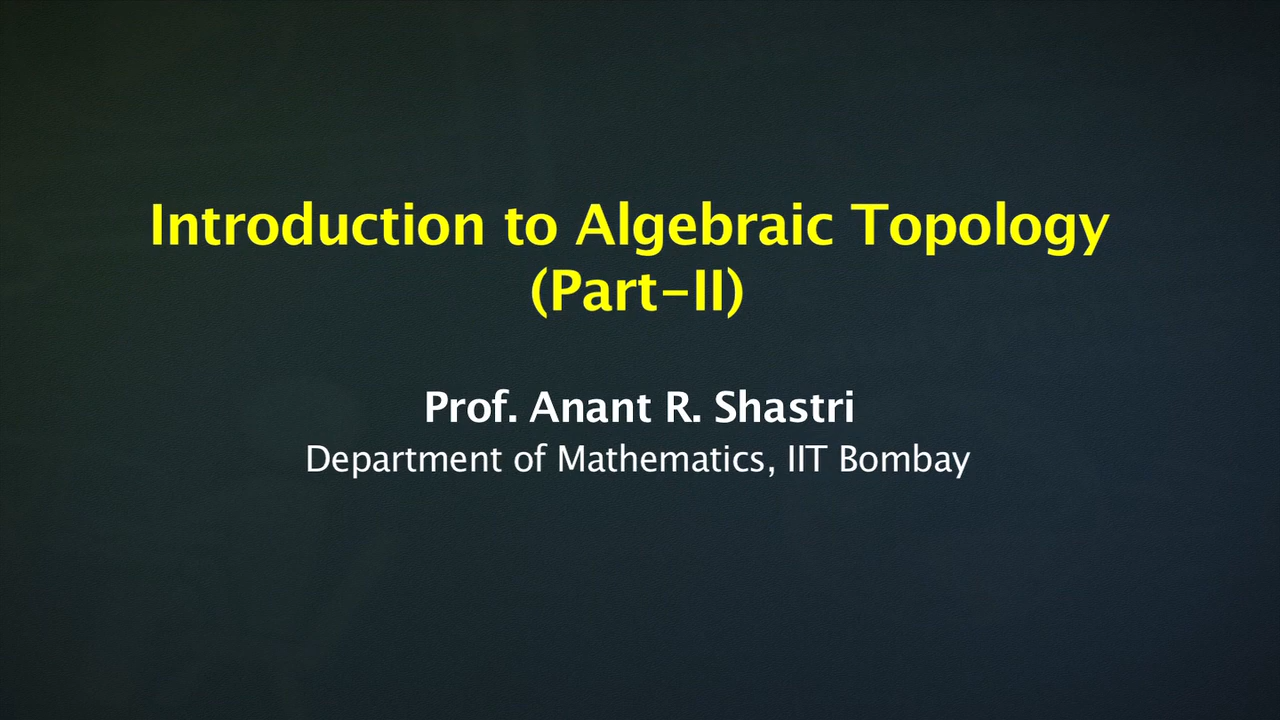 Introduction to Algebraic Topology
(Part-II)
Prof. Anant R. Shastri
Department of Mathematics, IIT Bombay